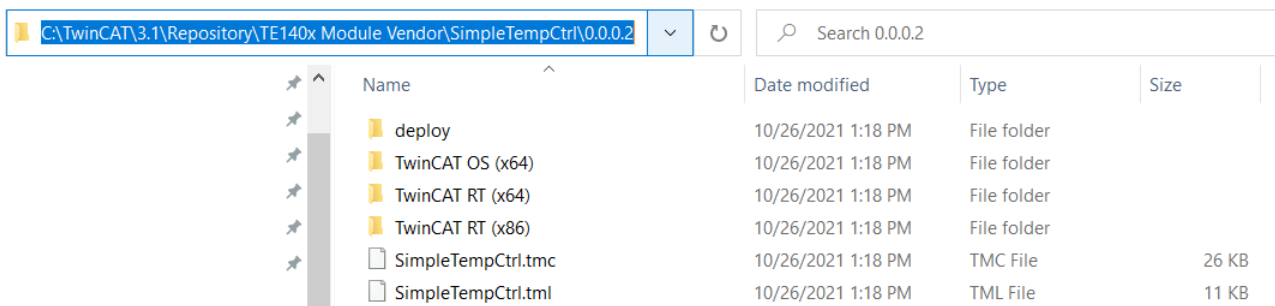 C:\TwinCAT\3.1\Repository\TE140x Module Vendor\SimpleTempCtrl\0.0.0.2 Search 0.0.0.2
Name Date modified Type Size
deploy 10/26/2021 1:18 PM File folder
TwinCAT OS (x64) 10/26/2021 1:18 PM File folder
TwinCAT RT (x64) 10/26/2021 1:18 PM File folder
TwinCAT RT (x86) 10/26/2021 1:18 PM File folder
SimpleTempCtrl.tmc 10/26/2021 1:18 PM TMC File 26 KB
SimpleTempCtrl.tml 10/26/2021 1:18 PM TML File 11 KB